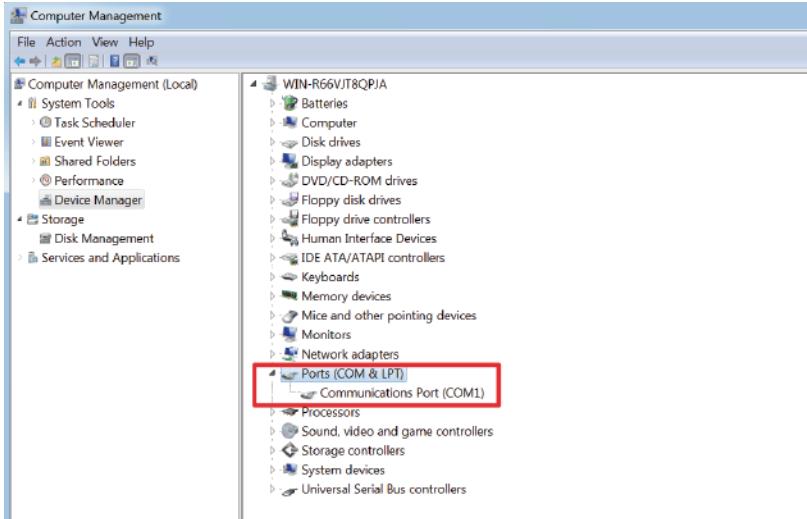 Computer Management
File Action View Help
Computer Management (Local)
System Tools
Task Scheduler
Event Viewer
Shared Folders
Performance
Device Manager
Storage
Disk Management
Services and Applications
WIN-R66VJT8QPJA
Batteries
Computer
Disk drives
Display adapters
DVD/CD-ROM drives
Floppy disk drives
Floppy drive controllers
Human Interface Devices
IDE ATA/ATAPI controllers
Keyboards
Memory devices
Mice and other pointing devices
Monitors
Network adapters
Ports (COM & LPT)
Communications Port (COM1)
Processors
Sound, video and game controllers
Storage controllers
System devices
Universal Serial Bus controllers